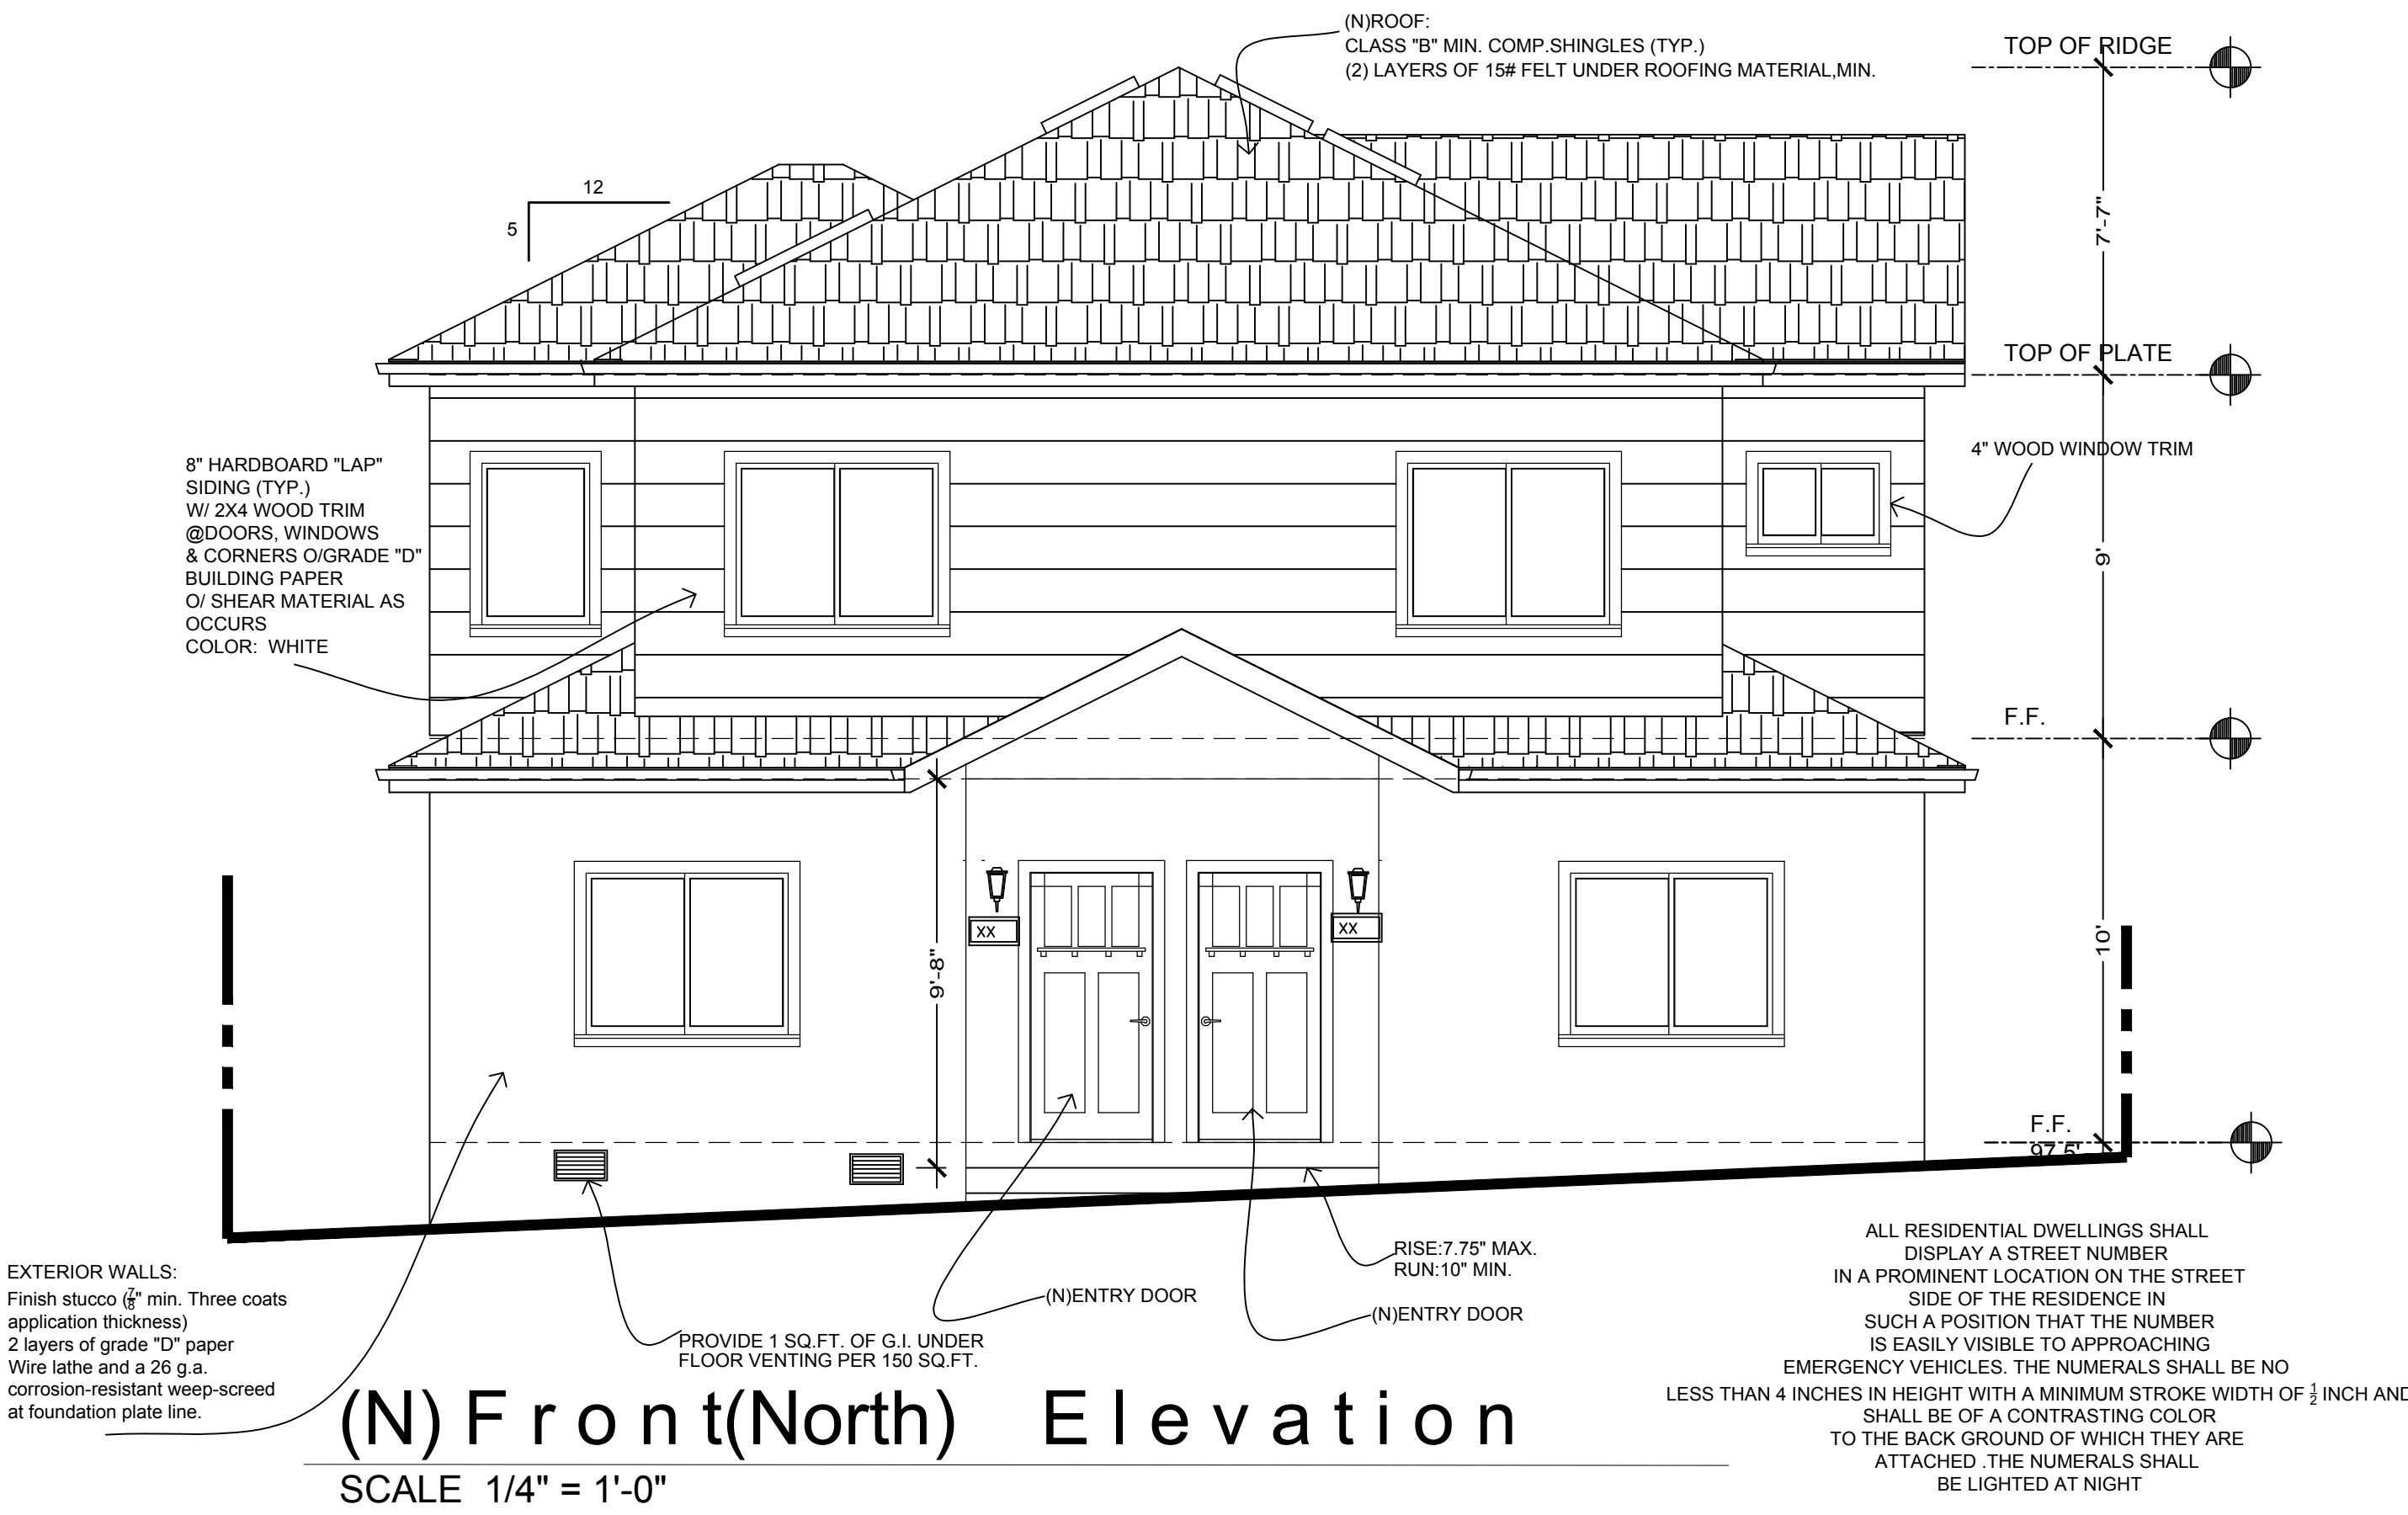 (N)ROOF:
CLASS "B" MIN. COMP.SHINGLES (TYP.)
(2) LAYERS OF 15# FELT UNDER ROOFING MATERIAL,MIN.
TOP OF RIDGE
12
5
7'-7"
TOP OF PLATE
4" WOOD WINDOW TRIM
8" HARDBOARD "LAP"
SIDING (TYP.)
W/ 2X4 WOOD TRIM
@DOORS, WINDOWS
& CORNERS O/GRADE "D"
BUILDING PAPER
O/ SHEAR MATERIAL AS
OCCURS
COLOR: WHITE
9'
F.F.
9'-8"
XX
XX
10'
F.F.
97.5'
EXTERIOR WALLS:
Finish stucco (7/8" min. Three coats
application thickness)
2 layers of grade "D" paper
Wire lathe and a 26 g.a.
corrosion-resistant weep-screed
at foundation plate line.
PROVIDE 1 SQ.FT. OF G.I. UNDER
FLOOR VENTING PER 150 SQ.FT.
(N)ENTRY DOOR
RISE:7.75" MAX.
RUN:10" MIN.
(N)ENTRY DOOR
ALL RESIDENTIAL DWELLINGS SHALL
DISPLAY A STREET NUMBER
IN A PROMINENT LOCATION ON THE STREET
SIDE OF THE RESIDENCE IN
SUCH A POSITION THAT THE NUMBER
IS EASILY VISIBLE TO APPROACHING
EMERGENCY VEHICLES. THE NUMERALS SHALL BE NO
LESS THAN 4 INCHES IN HEIGHT WITH A MINIMUM STROKE WIDTH OF 1/2 INCH AND
SHALL BE OF A CONTRASTING COLOR
TO THE BACK GROUND OF WHICH THEY ARE
ATTACHED .THE NUMERALS SHALL
BE LIGHTED AT NIGHT
(N) Front(North) Elevation
SCALE 1/4" = 1'-0"